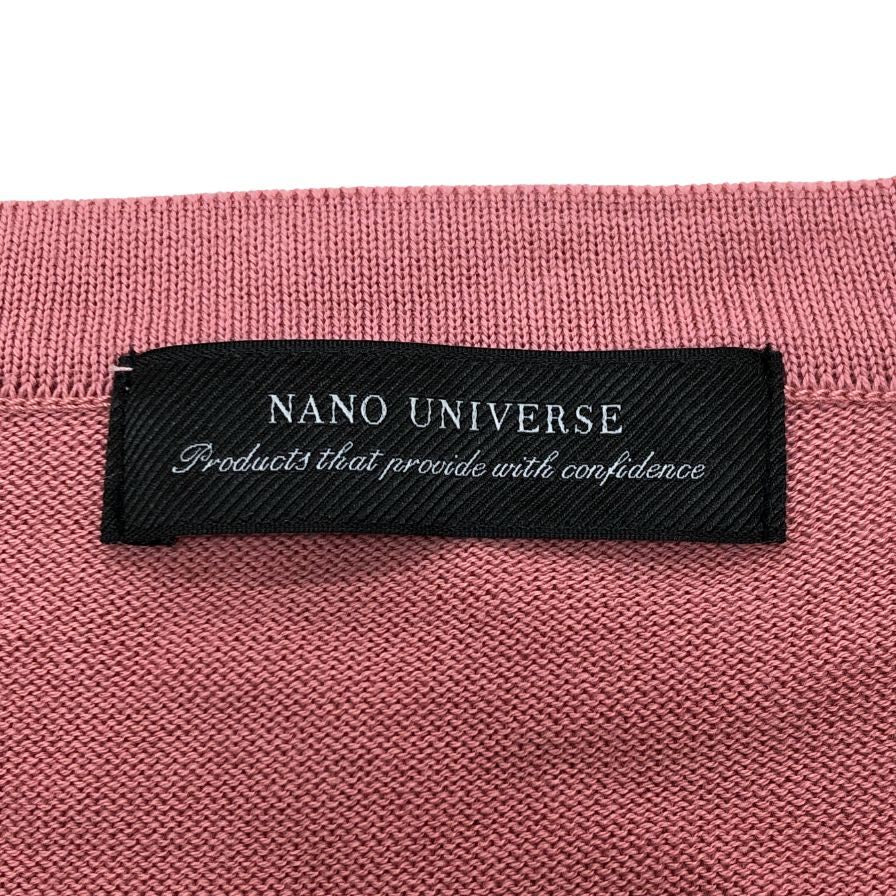 NANO UNIVERSE
Products that provide with confidence